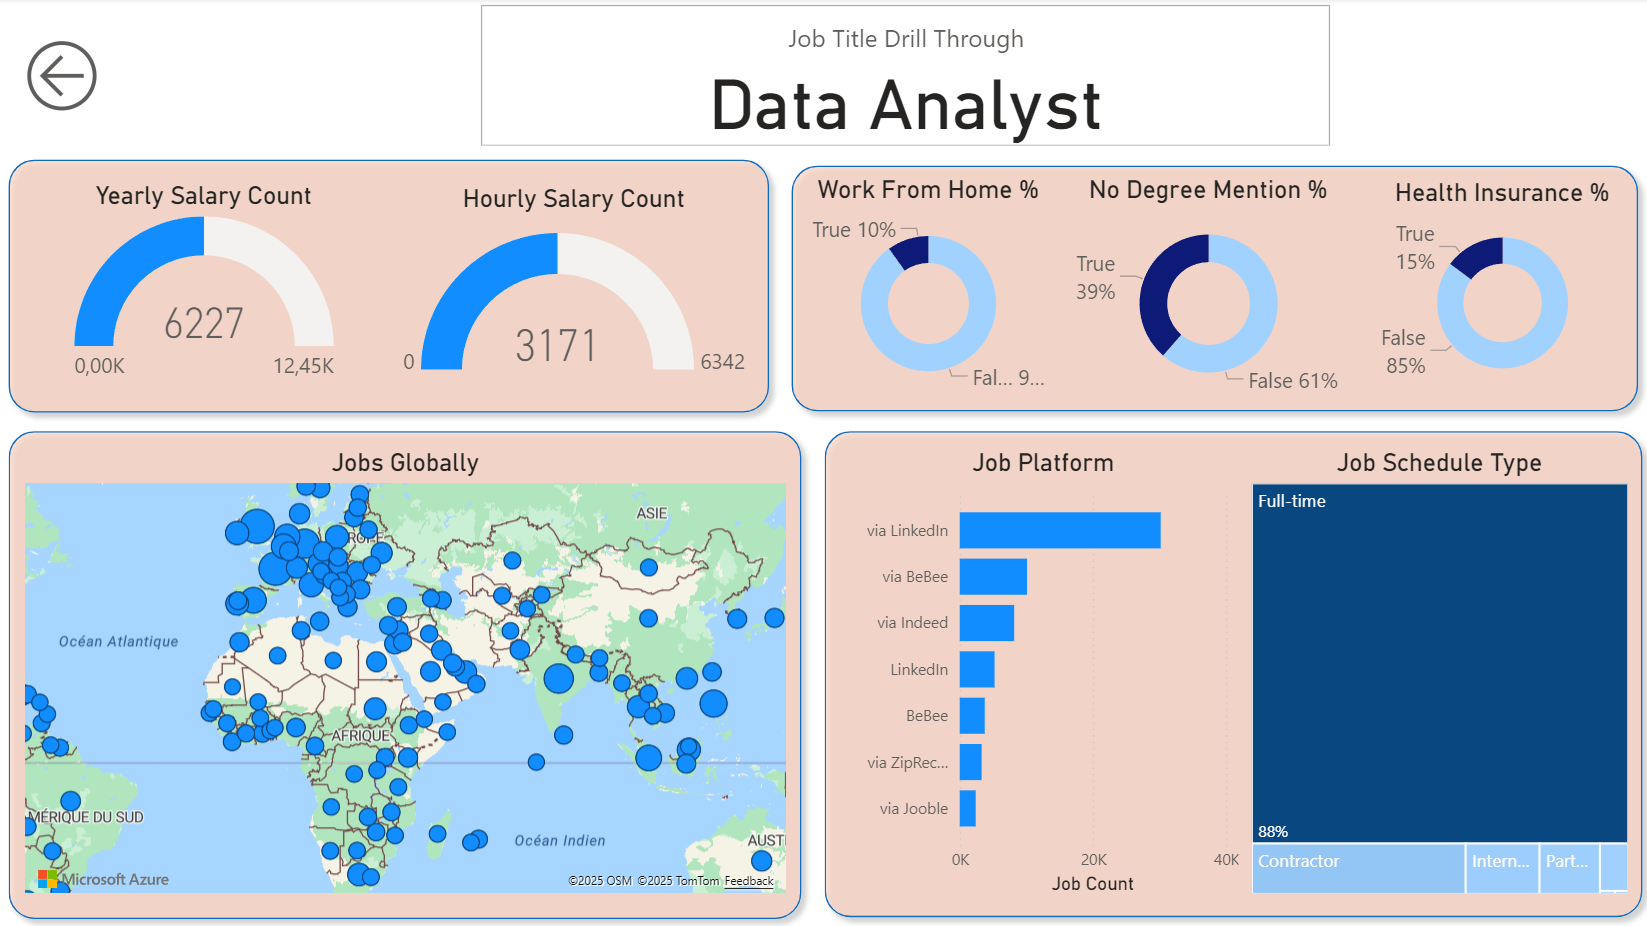 Job Title Drill Through
Data Analyst
Yearly Salary Count
6227
0,00K
12,45K
Hourly Salary Count
3171
0
6342
Work From Home %
True 10%
Fal... 9...
No Degree Mention %
True
39%
False 61%
Health Insurance %
True
15%
False
85%
Jobs Globally
ASIE
Océan Atlantique
AFRIQUE
MÉRIQUE DU SUD
Océan Indien
AUST
Microsoft Azure
©2025 OSM ©2025 TomTom Feedback
Job Platform
via LinkedIn
via BeBee
via Indeed
LinkedIn
BeBee
via ZipRec...
via Jooble
0K
20K
40K
Job Count
Job Schedule Type
Full-time
88%
Contractor
Intern...
Part...